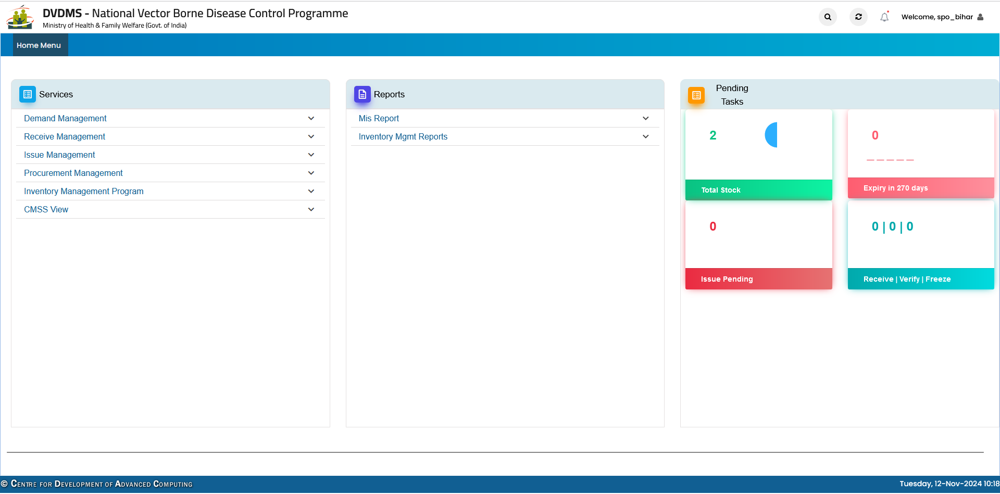 DVDMS - National Vector Borne Disease Control Programme
Ministry of Health & Family Welfare (Govt. of India)
Welcome, spo_bihar
Home Menu
Services
Demand Management
Receive Management
Issue Management
Procurement Management
Inventory Management Program
CMSS View
Reports
Mis Report
Inventory Mgmt Reports
Pending
Tasks
2
Total Stock
0
Expiry in 270 days
0
Issue Pending
0 | 0 | 0
Receive | Verify | Freeze
© Centre for Development of Advanced Computing
Tuesday, 12-Nov-2024 10:18